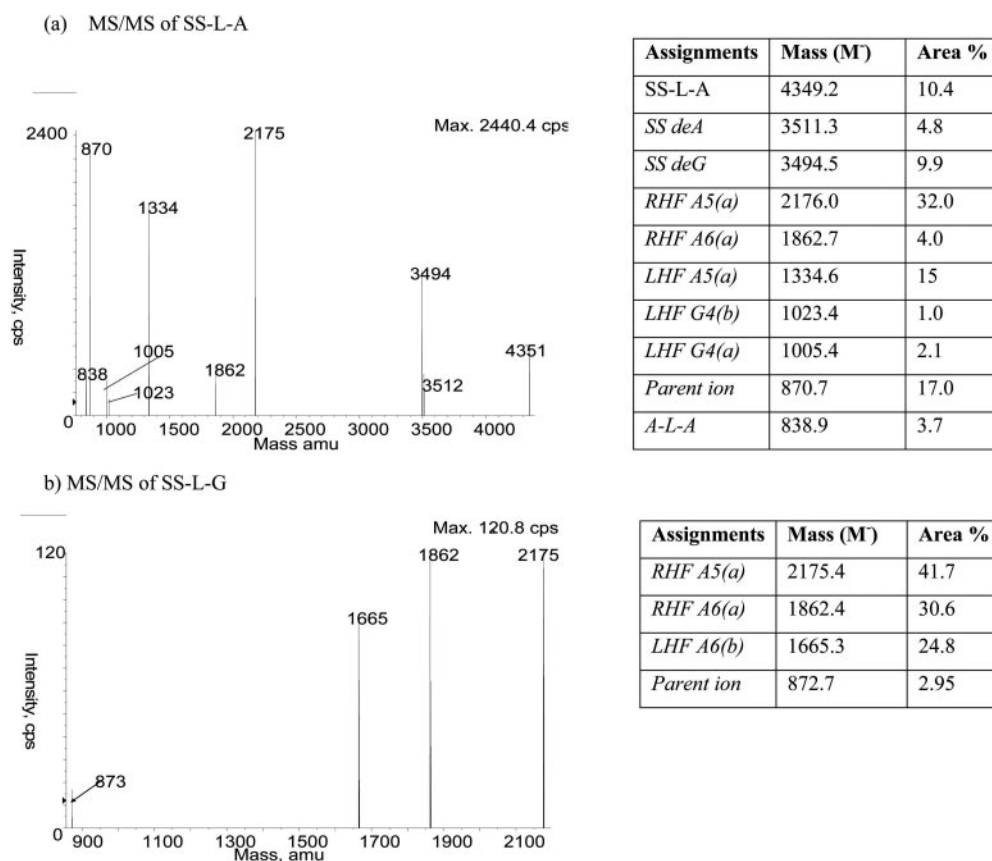 (a) MS/MS of SS-L-A
Max. 2440.4 cps
2400
870
2175
1334
3494
1005
838
1023
1862
4351
3512
Intensity, cps
0
1000 1500 2000 2500 3000 3500 4000
Mass amu
Assignments Mass (M-) Area %
SS-L-A 4349.2 10.4
SS deA 3511.3 4.8
SS deG 3494.5 9.9
RHF A5(a) 2176.0 32.0
RHF A6(a) 1862.7 4.0
LHF A5(a) 1334.6 15
LHF G4(b) 1023.4 1.0
LHF G4(a) 1005.4 2.1
Parent ion 870.7 17.0
A-L-A 838.9 3.7
b) MS/MS of SS-L-G
Max. 120.8 cps
120
1862
2175
1665
873
Intensity, cps
0
900 1100 1300 1500 1700 1900 2100
Mass, amu
Assignments Mass (M-) Area %
RHF A5(a) 2175.4 41.7
RHF A6(a) 1862.4 30.6
LHF A6(b) 1665.3 24.8
Parent ion 872.7 2.95